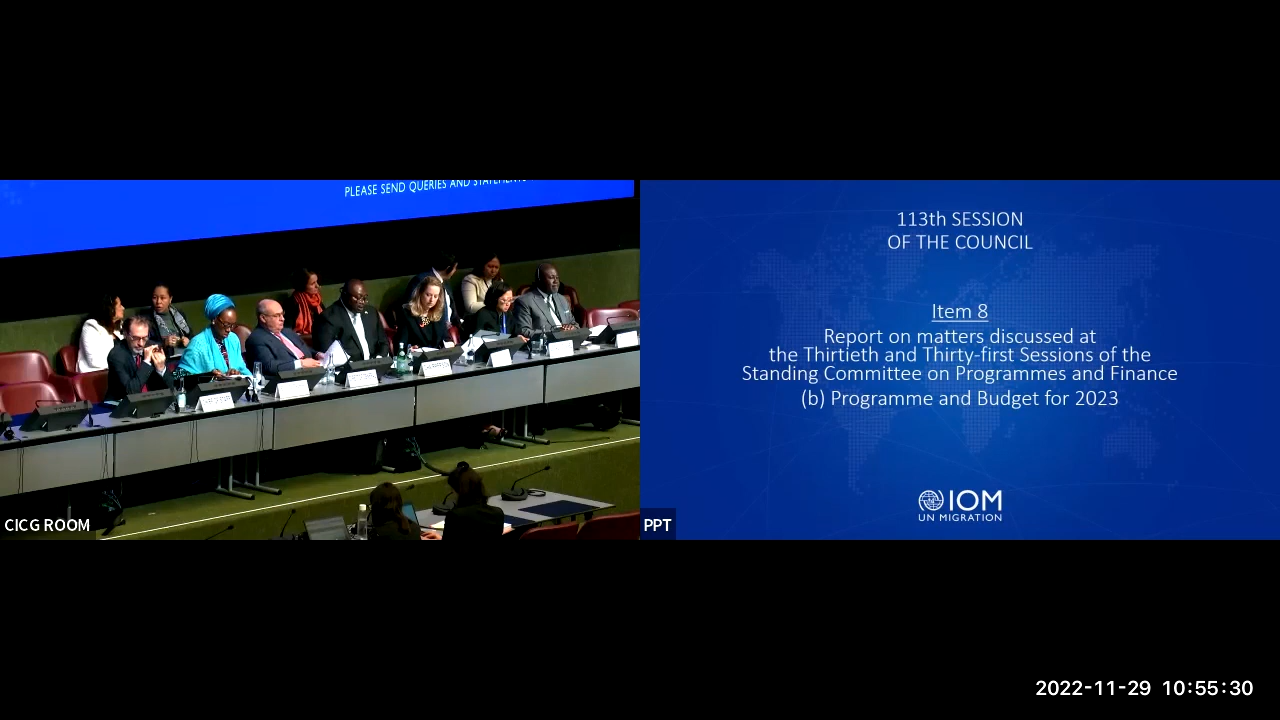 PLEASE SEND QUERIES AND STATEMENTS
CICG ROOM
113th SESSION
OF THE COUNCIL
Item 8
Report on matters discussed at
the Thirtieth and Thirty-first Sessions of the
Standing Committee on Programmes and Finance
(b) Programme and Budget for 2023
IOM
UN MIGRATION
PPT
2022-11-29 10:55:30